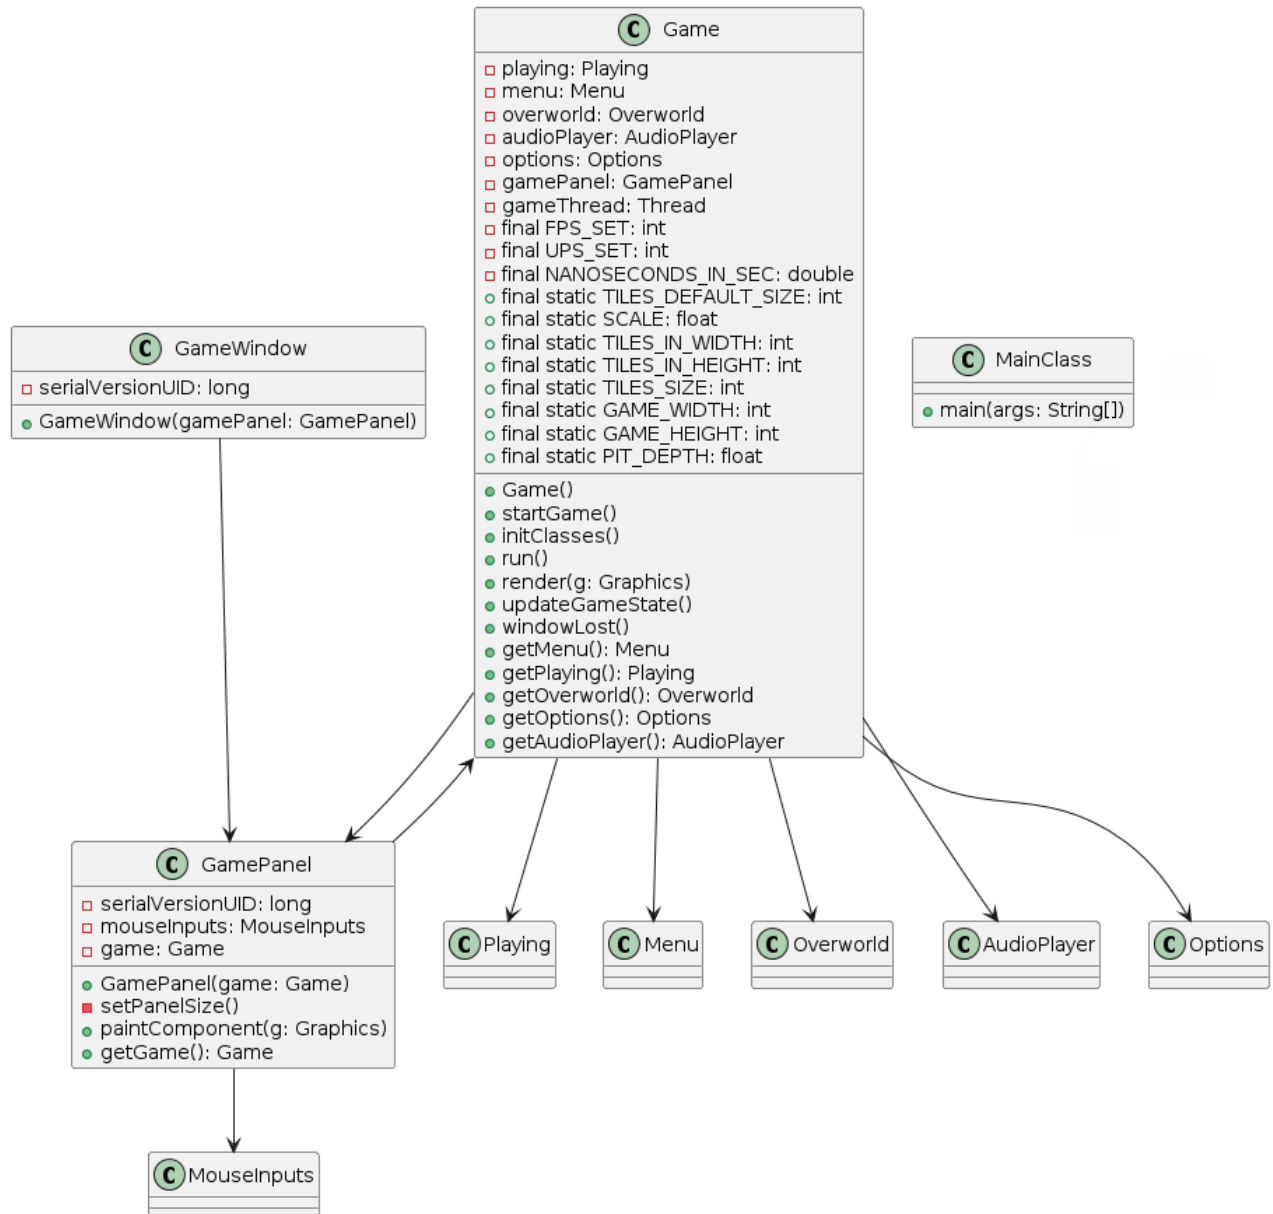 C Game
playing: Playing
menu: Menu
overworld: Overworld
audioPlayer: AudioPlayer
options: Options
gamePanel: GamePanel
gameThread: Thread
final FPS_SET: int
final UPS_SET: int
final NANOSECONDS_IN_SEC: double
final static TILES_DEFAULT_SIZE: int
final static SCALE: float
final static TILES_IN_WIDTH: int
final static TILES_IN_HEIGHT: int
final static TILES_SIZE: int
final static GAME_WIDTH: int
final static GAME_HEIGHT: int
final static PIT_DEPTH: float
Game()
startGame()
initClasses()
run()
render(g: Graphics)
updateGameState()
windowLost()
getMenu(): Menu
getPlaying(): Playing
getOverworld(): Overworld
getOptions(): Options
getAudioPlayer(): AudioPlayer
C GameWindow
serialVersionUID: long
GameWindow(gamePanel: GamePanel)
C MainClass
main(args: String[])
C GamePanel
serialVersionUID: long
mouseInputs: MouseInputs
game: Game
GamePanel(game: Game)
setPanelSize()
paintComponent(g: Graphics)
getGame(): Game
C Playing
C Menu
C Overworld
C AudioPlayer
C Options
C MouseInputs